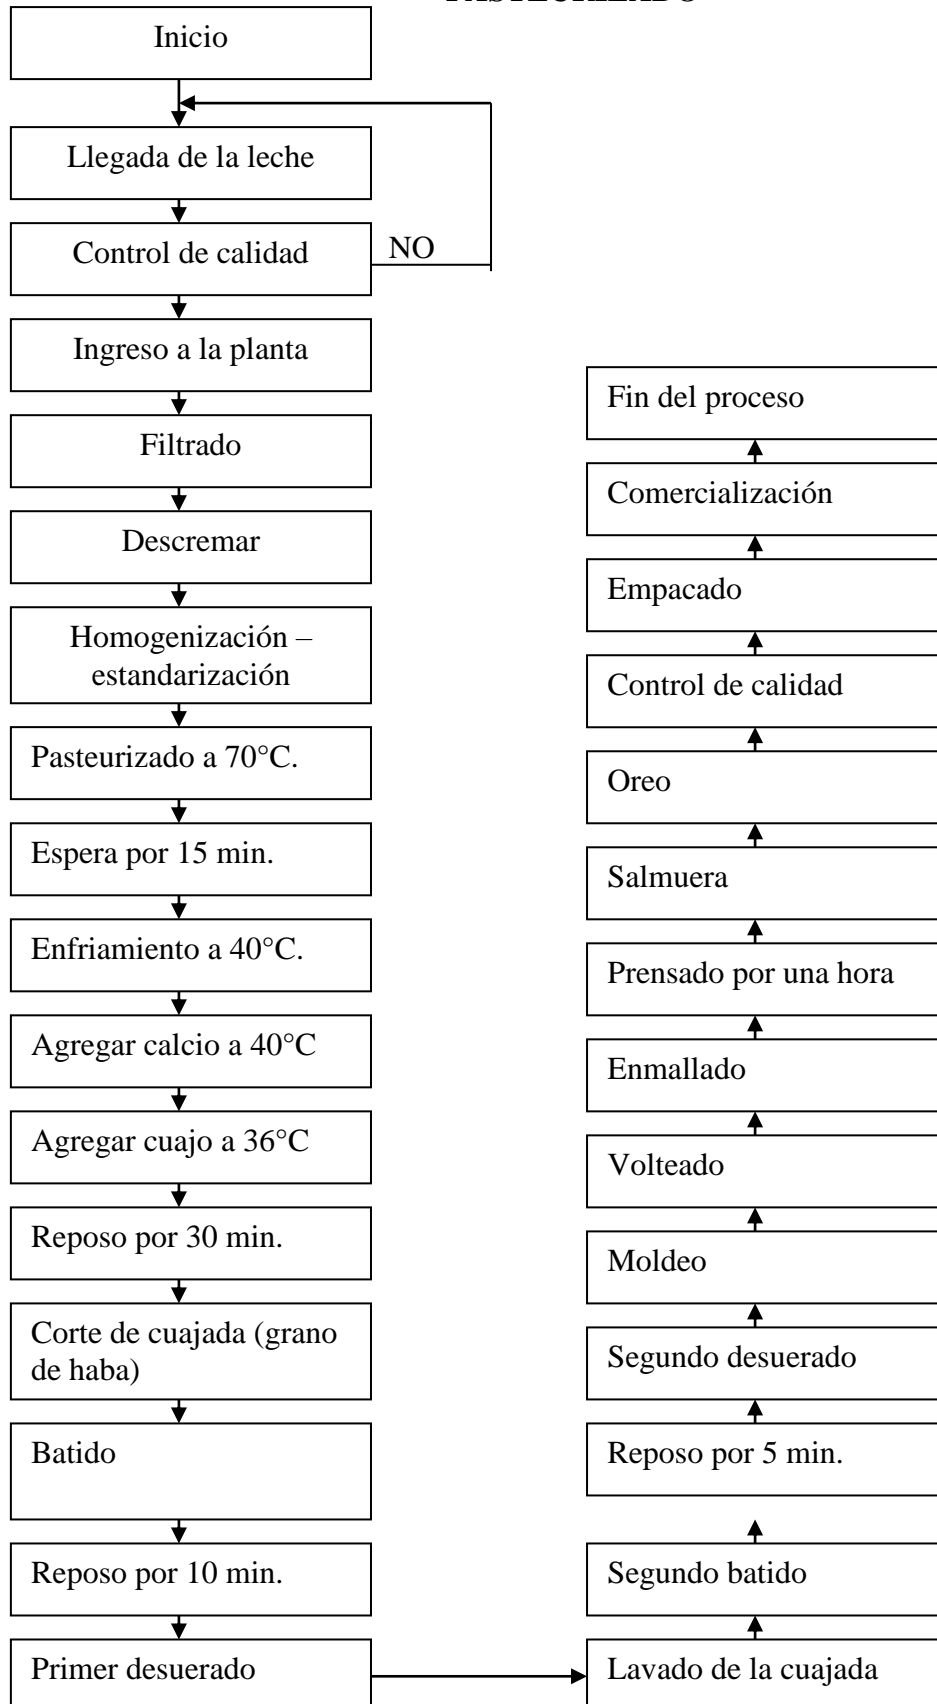 Inicio
Llegada de la leche
Control de calidad
NO
Ingreso a la planta
Filtrado
Descremar
Homogenización –
estandarización
Pasteurizado a 70°C.
Espera por 15 min.
Enfriamiento a 40°C.
Agregar calcio a 40°C
Agregar cuajo a 36°C
Reposo por 30 min.
Corte de cuajada (grano
de haba)
Batido
Reposo por 10 min.
Primer desuerado
Lavado de la cuajada
Segundo batido
Reposo por 5 min.
Segundo desuerado
Moldeo
Volteado
Enmallado
Prensado por una hora
Salmuera
Oreo
Control de calidad
Empacado
Comercialización
Fin del proceso